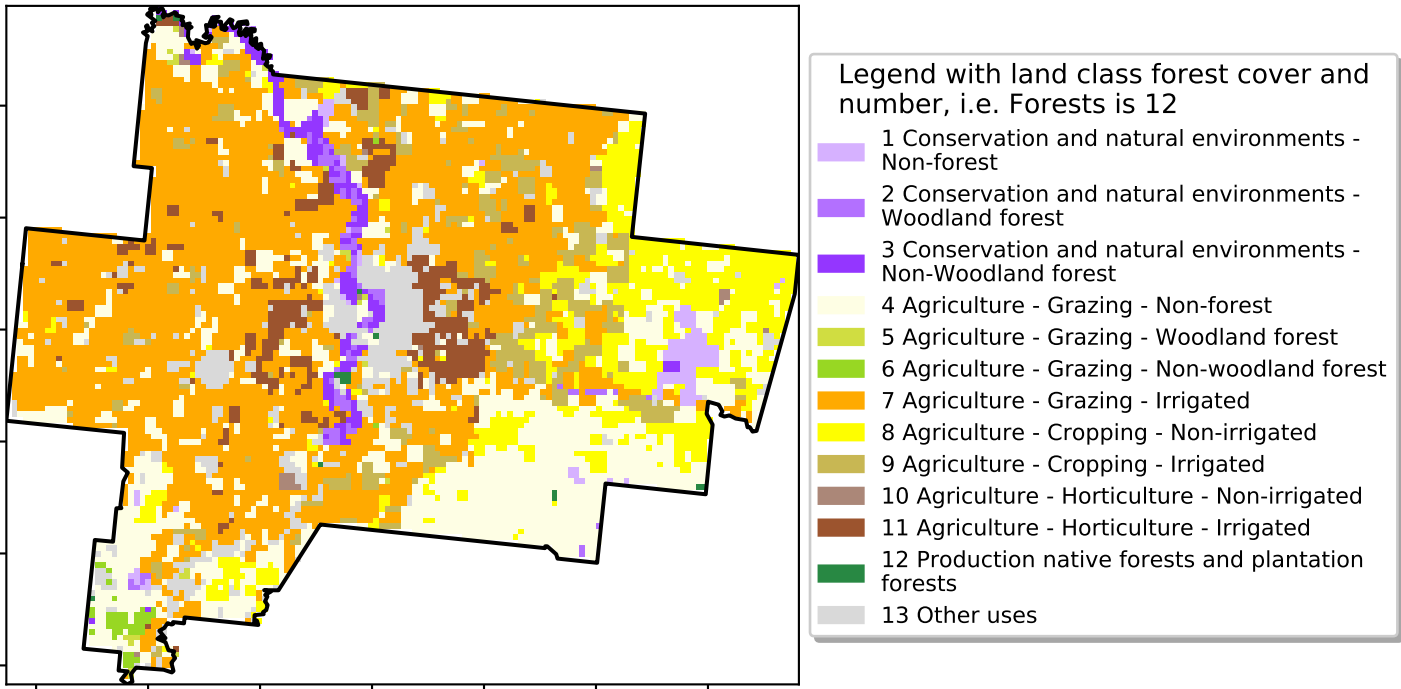 Legend with land class forest cover and
number, i.e. Forests is 12
1 Conservation and natural environments -
Non-forest
2 Conservation and natural environments -
Woodland forest
3 Conservation and natural environments -
Non-Woodland forest
4 Agriculture - Grazing - Non-forest
5 Agriculture - Grazing - Woodland forest
6 Agriculture - Grazing - Non-woodland forest
7 Agriculture - Grazing - Irrigated
8 Agriculture - Cropping - Non-irrigated
9 Agriculture - Cropping - Irrigated
10 Agriculture - Horticulture - Non-irrigated
11 Agriculture - Horticulture - Irrigated
12 Production native forests and plantation
forests
13 Other uses